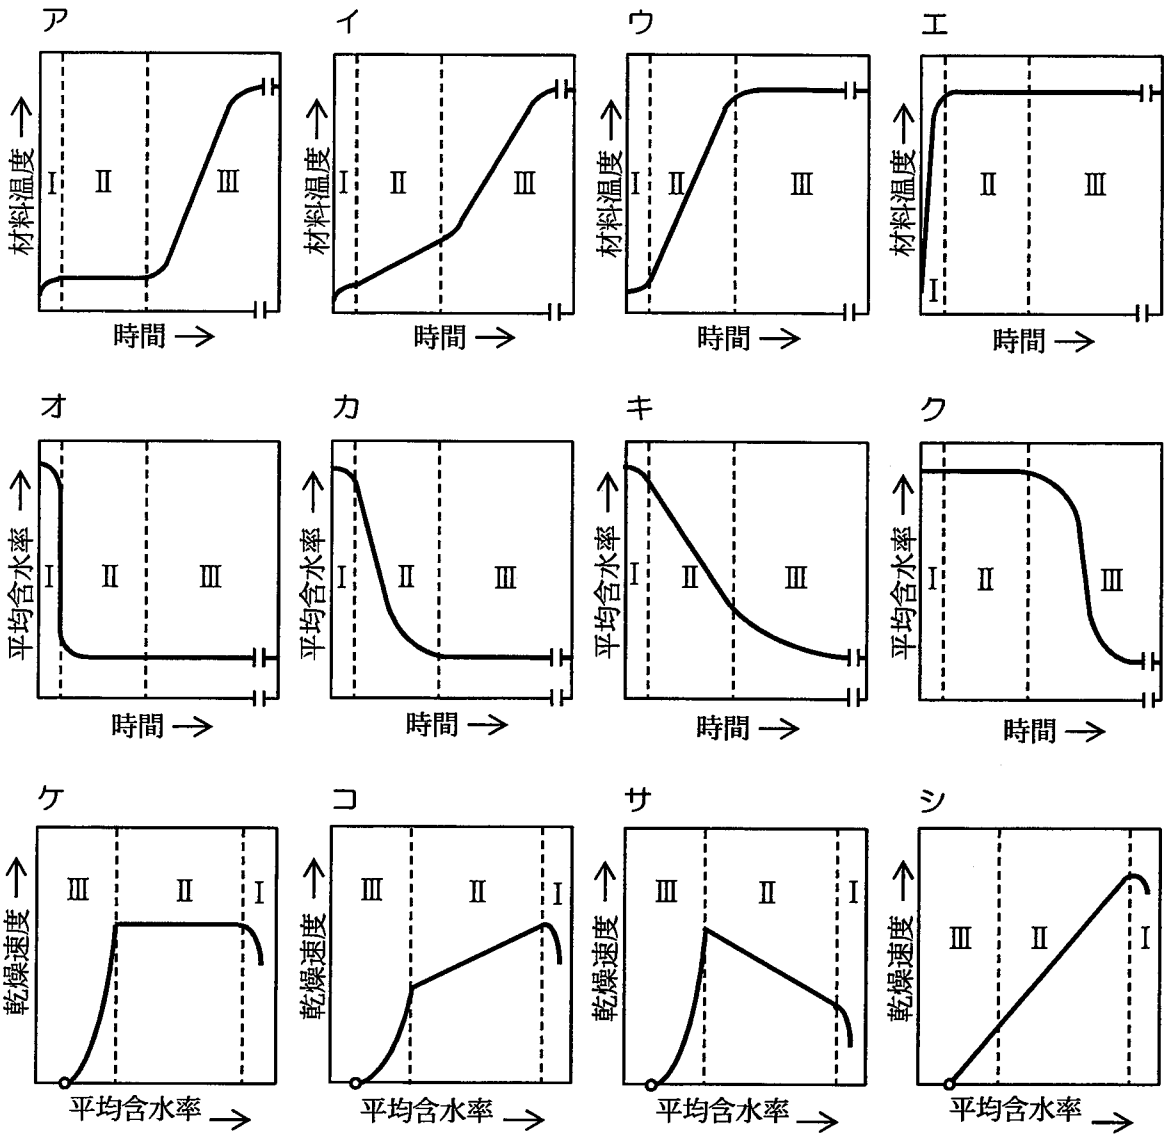 ア イ ウ エ
材料温度 → I II III 時間 →
材料温度 → I II III 時間 →
材料温度 → I II III 時間 →
材料温度 → I II III 時間 →
オ カ キ ク
平均含水率 → I II III 時間 →
平均含水率 → I II III 時間 →
平均含水率 → I II III 時間 →
平均含水率 → I II III 時間 →
ケ コ サ シ
乾燥速度 → III II I 平均含水率 →
乾燥速度 → III II I 平均含水率 →
乾燥速度 → III II I 平均含水率 →
乾燥速度 → III II I 平均含水率 →